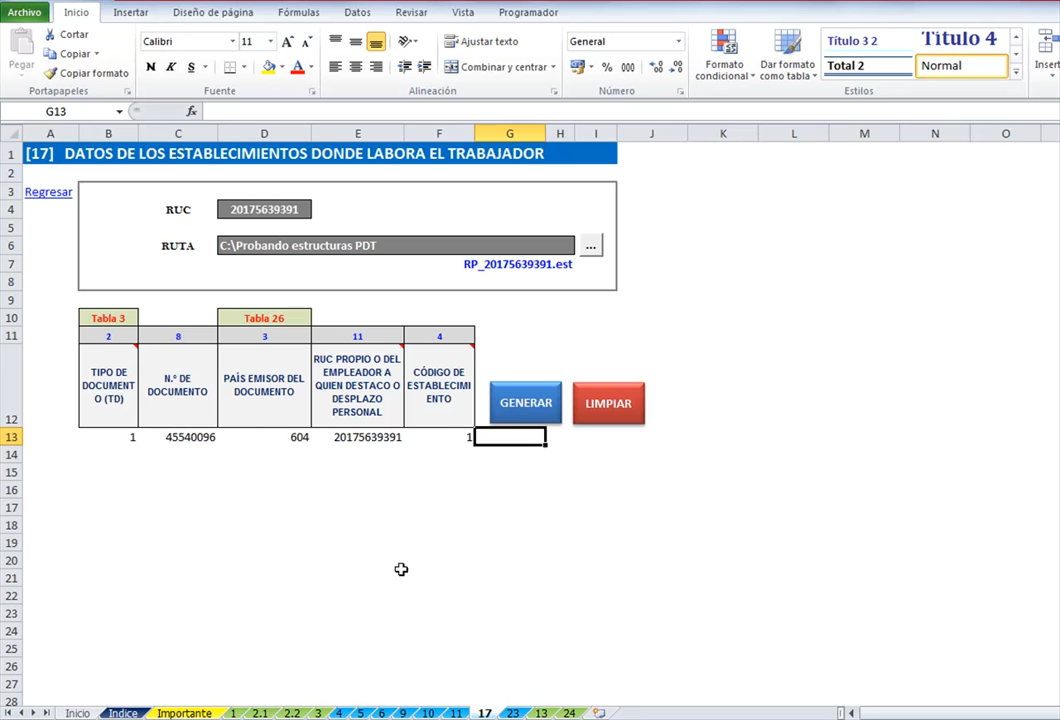 Archivo Inicio Insertar Diseño de página Fórmulas Datos Revisar Vista Programador
Pegar
Cortar
Copiar
Copiar formato
Calibri 11
N K S
Ajustar texto
Combinar y centrar
General
% 000
Formato condicional
Dar formato como tabla
Título 3 2 Titulo 4
Total 2 Normal
Insert
Portapapeles Fuente Alineación Número Estilos
G13 fx
A B C D E F G H I J K L M N O
1 [17] DATOS DE LOS ESTABLECIMIENTOS DONDE LABORA EL TRABAJADOR
2
3 Regresar
4 RUC 20175639391
5
6 RUTA C:\Probando estructuras PDT ...
7 RP_20175639391.est
8
9
10 Tabla 3 Tabla 26
11 2 8 3 11 4
12
TIPO DE DOCUMENTO (TD)
N.º DE DOCUMENTO
PAÍS EMISOR DEL DOCUMENTO
RUC PROPIO O DEL EMPLEADOR A QUIEN DESTACO O DESPLAZO PERSONAL
CÓDIGO DE ESTABLECIMIENTO
GENERAR LIMPIAR
13 1 45540096 604 20175639391 1
14
15
16
17
18
19
20
21
22
23
24
25
26
27
28
Inicio Indice Importante 1 2.1 2.2 3 4 5 6 9 10 11 17 23 13 24